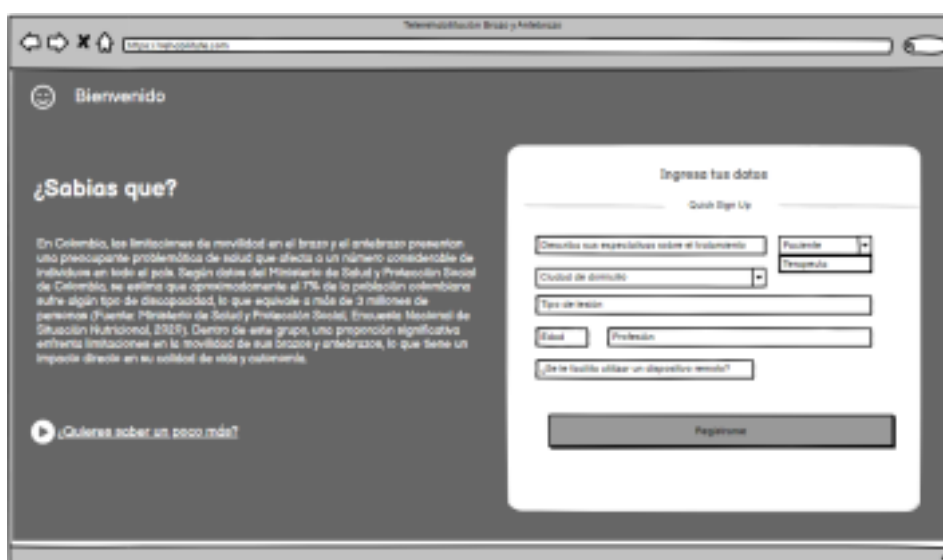 Telerehabilitación Brazo y Antebrazo
Bienvenido
¿Sabias que?
En Colombia, las limitaciones de movilidad en el brazo y el antebrazo presentan
una preocupante problemática de salud que afecta a un número considerable de
individuos en todo el país. Según datos del Ministerio de Salud y Protección Social
de Colombia, se estima que aproximadamente el 7% de la población colombiana
sufre algún tipo de discapacidad, lo que equivale a más de 3 millones de
personas (Fuente: Ministerio de Salud y Protección Social, Encuesta Nacional de
Situación Nutricional, 2020). Dentro de este grupo, una proporción significativa
enfrenta limitaciones en la movilidad de sus brazos y antebrazos, lo que tiene un
impacto directo en su calidad de vida y autonomía.
¿Quieres saber un poco más?
Ingresa tus datos
Quick Sign Up
Describa sus expectativas sobre el tratamiento
Paciente
Terapeuta
Ciudad de domicilio
Tipo de lesión
Edad
Profesión
¿Se le facilita utilizar un dispositivo remoto?
Registrarse